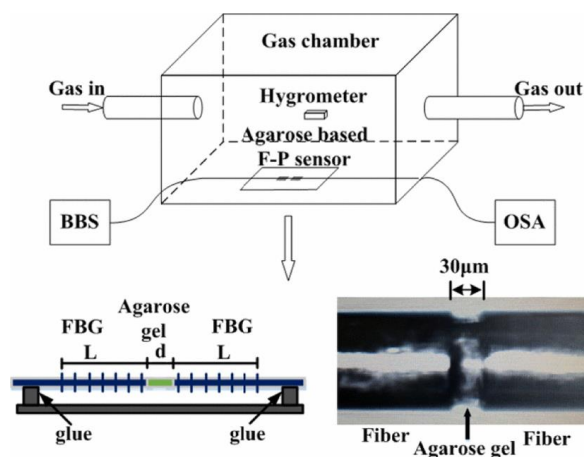 Gas chamber
Gas in
Gas out
Hygrometer
Agarose based
F-P sensor
BBS
OSA
30μm
Agarose
FBG gel FBG
L d L
glue glue
Fiber Fiber
Agarose gel